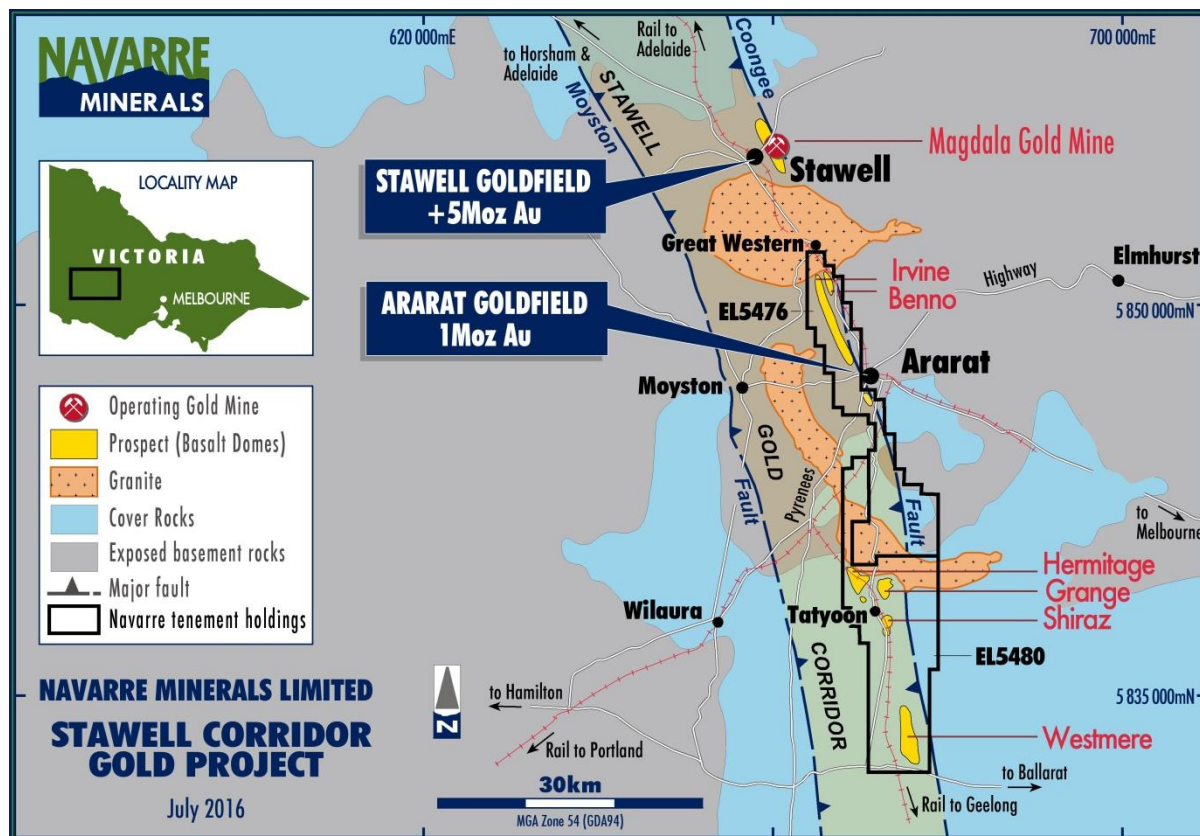 NAVARRE
MINERALS
620 000mE
700 000mE
to Horsham &
Adelaide
Rail to
Adelaide
Coongee
STAWELL
Moyston
Magdala Gold Mine
Stawell
STAWELL GOLDFIELD
+5Moz Au
LOCALITY MAP
VICTORIA
MELBOURNE
Great Western
Irvine
Benno
Highway
Elmhurst
EL5476
5 850 000mN
ARARAT GOLDFIELD
1Moz Au
Ararat
Moyston
GOLD
Pyrenees
Fault
Fault
to
Melbourne
Operating Gold Mine
Prospect (Basalt Domes)
Granite
Cover Rocks
Exposed basement rocks
Major fault
Navarre tenement holdings
Hermitage
Grange
Shiraz
Wilaura
Tatyoon
EL5480
CORRIDOR
NAVARRE MINERALS LIMITED
STAWELL CORRIDOR
GOLD PROJECT
July 2016
N
to Hamilton
Rail to Portland
5 835 000mN
Westmere
to Ballarat
Rail to Geelong
30km
MGA Zone 54 (GDA94)